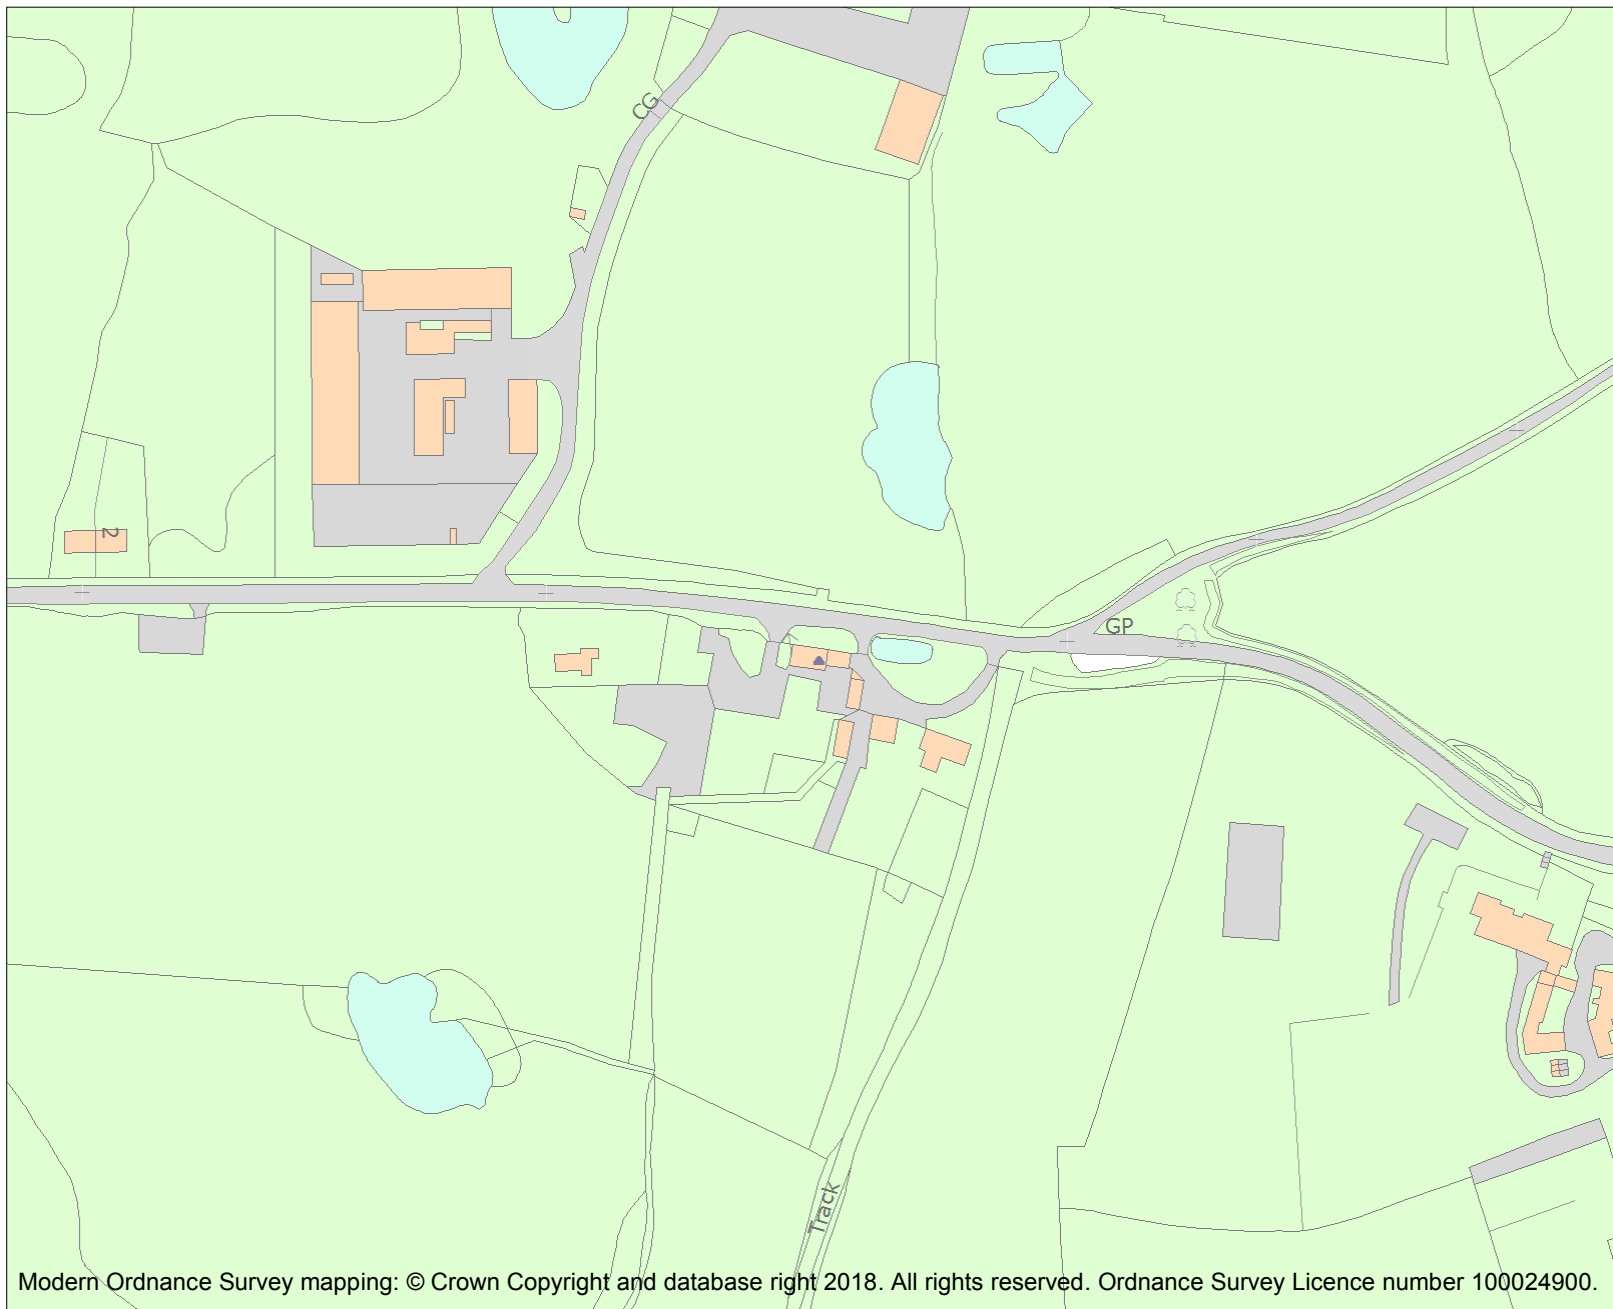 CG
2
GP
Track
Modern Ordnance Survey mapping: © Crown Copyright and database right 2018. All rights reserved. Ordnance Survey Licence number 100024900.